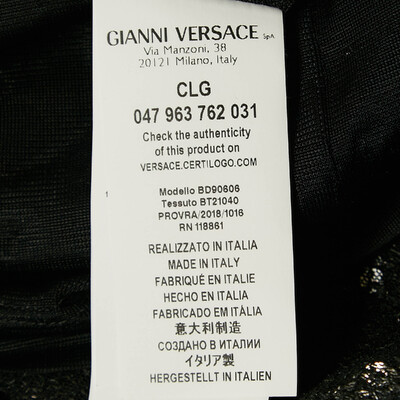 GIANNI VERSACE SpA
Via Manzoni, 38
20121 Milano, Italy
CLG
047 963 762 031
Check the authenticity
of this product on
VERSACE.CERTILOGO.COM
Modello BD90606
Tessuto BT21040
PROVRA/2018/1016
RN 118861
1
REALIZZATO IN ITALIA
MADE IN ITALY
FABRIQUÉ EN ITALIE
HECHO EN ITALIA
FABRICADO EM ITÀLIA
意大利制造
СОЗДАНО В ИТАЛИИ
イタリア製
HERGESTELLT IN ITALIEN